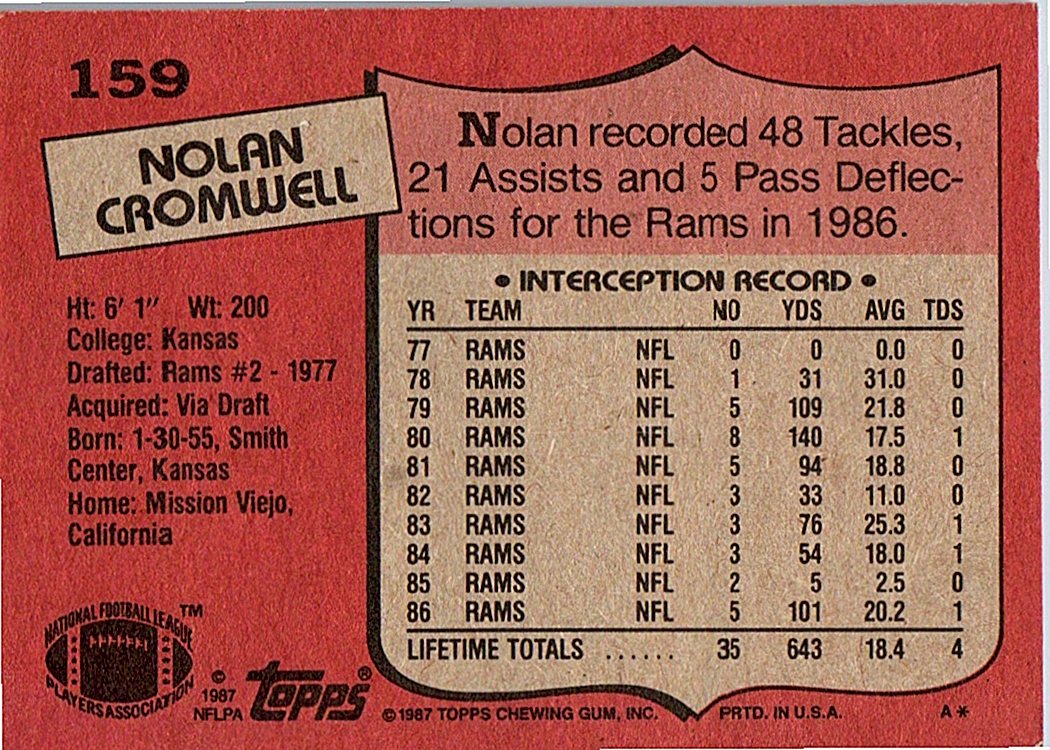 159
NOLAN
CROMWELL
Nolan recorded 48 Tackles,
21 Assists and 5 Pass Deflec-
tions for the Rams in 1986.
Ht: 6' 1" Wt: 200
College: Kansas
Drafted: Rams #2 - 1977
Acquired: Via Draft
Born: 1-30-55, Smith
Center, Kansas
Home: Mission Viejo,
California
• INTERCEPTION RECORD •
YR TEAM NO YDS AVG TDS
77 RAMS NFL 0 0 0.0 0
78 RAMS NFL 1 31 31.0 0
79 RAMS NFL 5 109 21.8 0
80 RAMS NFL 8 140 17.5 1
81 RAMS NFL 5 94 18.8 0
82 RAMS NFL 3 33 11.0 0
83 RAMS NFL 3 76 25.3 1
84 RAMS NFL 3 54 18.0 1
85 RAMS NFL 2 5 2.5 0
86 RAMS NFL 5 101 20.2 1
LIFETIME TOTALS ...... 35 643 18.4 4
NATIONAL FOOTBALL LEAGUE ™
PLAYERS ASSOCIATION
©
1987
NFLPA
topps®
© 1987 TOPPS CHEWING GUM, INC. PRTD. IN U.S.A. A*